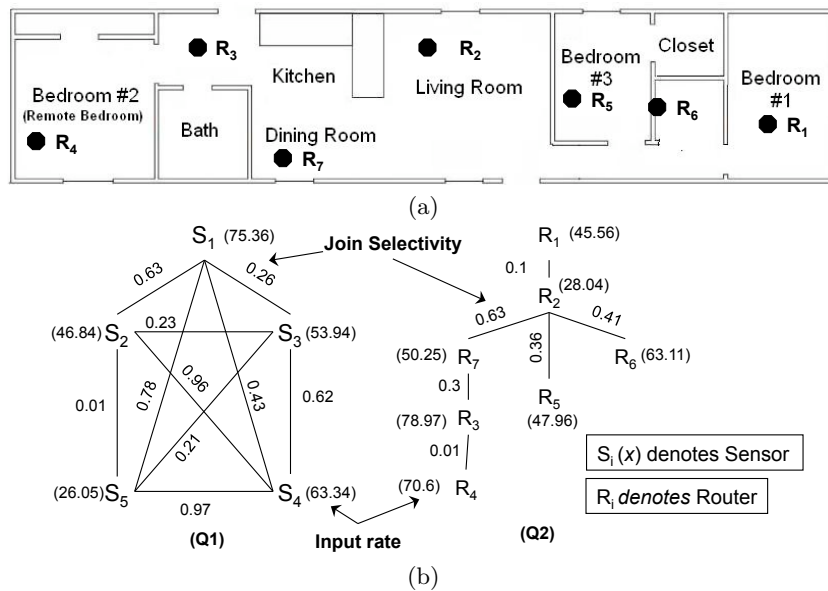 R3
R2
Closet
Kitchen
Bedroom
#3
Living Room
Bedroom
#1
Bedroom #2
(Remote Bedroom)
R5
R6
R1
Bath
Dining Room
R4
R7
(a)
S1 (75.36)
Join Selectivity
R1 (45.56)
0.63
0.26
0.1
(28.04)
R2
(46.84) S2
0.23
S3 (53.94)
0.63
0.36
0.41
(50.25) R7
R6 (63.11)
0.01
0.78
0.96
0.43
0.62
0.3
R5
(47.96)
(78.97) R3
0.21
0.01
S5 (26.05)
S4 (63.34)
0.97
(70.6) R4
Si (x) denotes Sensor
Ri denotes Router
(Q1)
Input rate
(Q2)
(b)